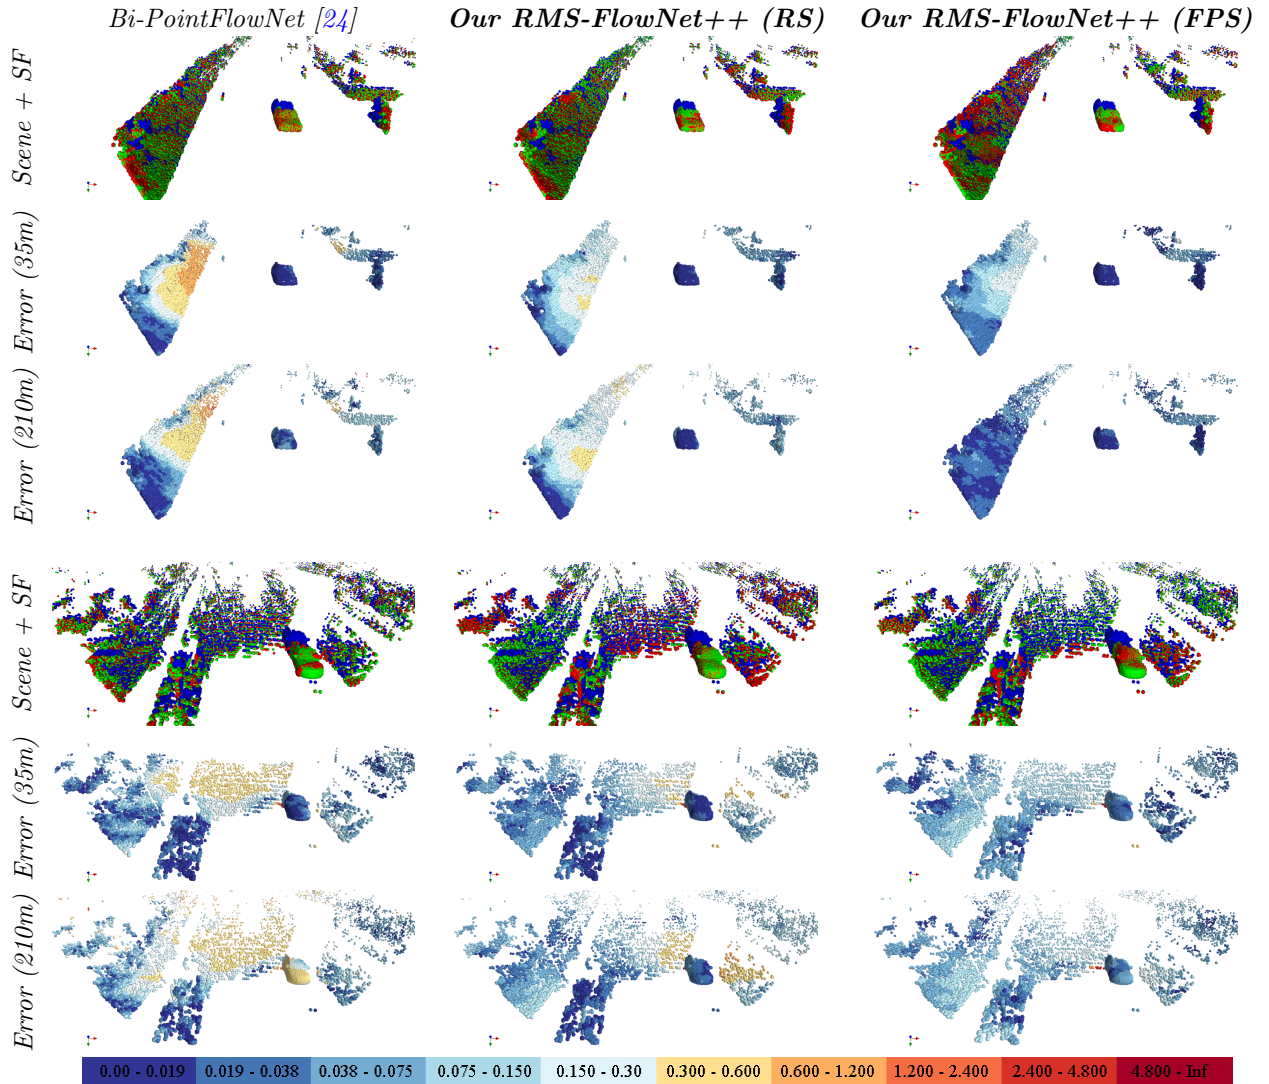 Bi-PointFlowNet [24] Our RMS-FlowNet++ (RS) Our RMS-FlowNet++ (FPS)
Scene + SF
Error (35m)
Error (210m)
Scene + SF
Error (35m)
Error (210m)
0.00 - 0.019 0.019 - 0.038 0.038 - 0.075 0.075 - 0.150 0.150 - 0.30 0.300 - 0.600 0.600 - 1.200 1.200 - 2.400 2.400 - 4.800 4.800 - Inf